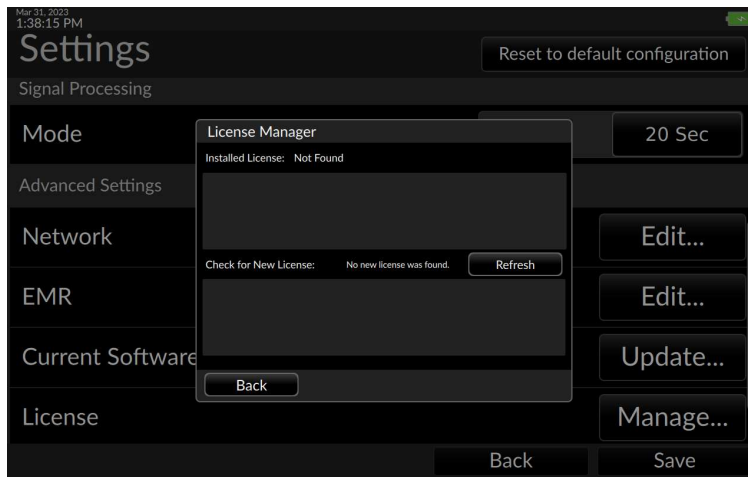 Mar 31, 2023
1:38:15 PM
Settings
Reset to default configuration
Signal Processing
Mode
20 Sec
License Manager
Installed License: Not Found
Advanced Settings
Network
Edit...
Check for New License: No new license was found. Refresh
EMR
Edit...
Current Software
Update...
Back
License
Manage...
Back
Save